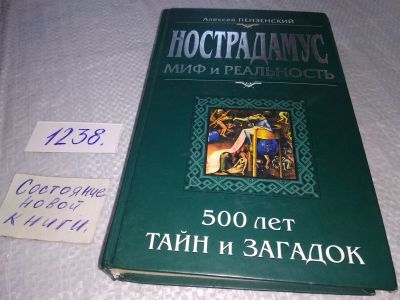 Алексей ПЕНЗЕНСКИЙ
НОСТРАДАМУС
МИФ и РЕАЛЬНОСТЬ
500 лет
ТАЙН и ЗАГАДОК
1238.
Состояние
новой
книги.